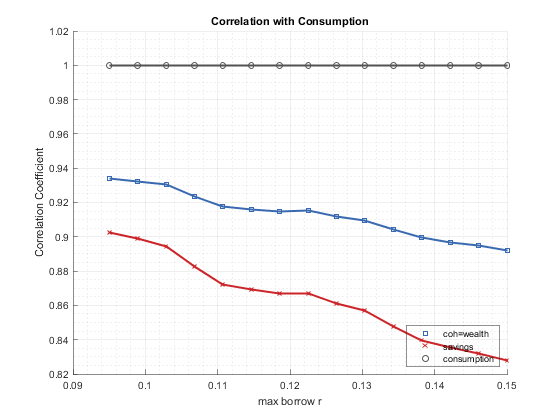 Correlation with Consumption
1.02
1
0.98
0.96
0.94
0.92
0.9
0.88
0.86
0.84
0.82
Correlation Coefficient
coh=wealth
savings
consumption
0.09 0.1 0.11 0.12 0.13 0.14 0.15
max borrow r